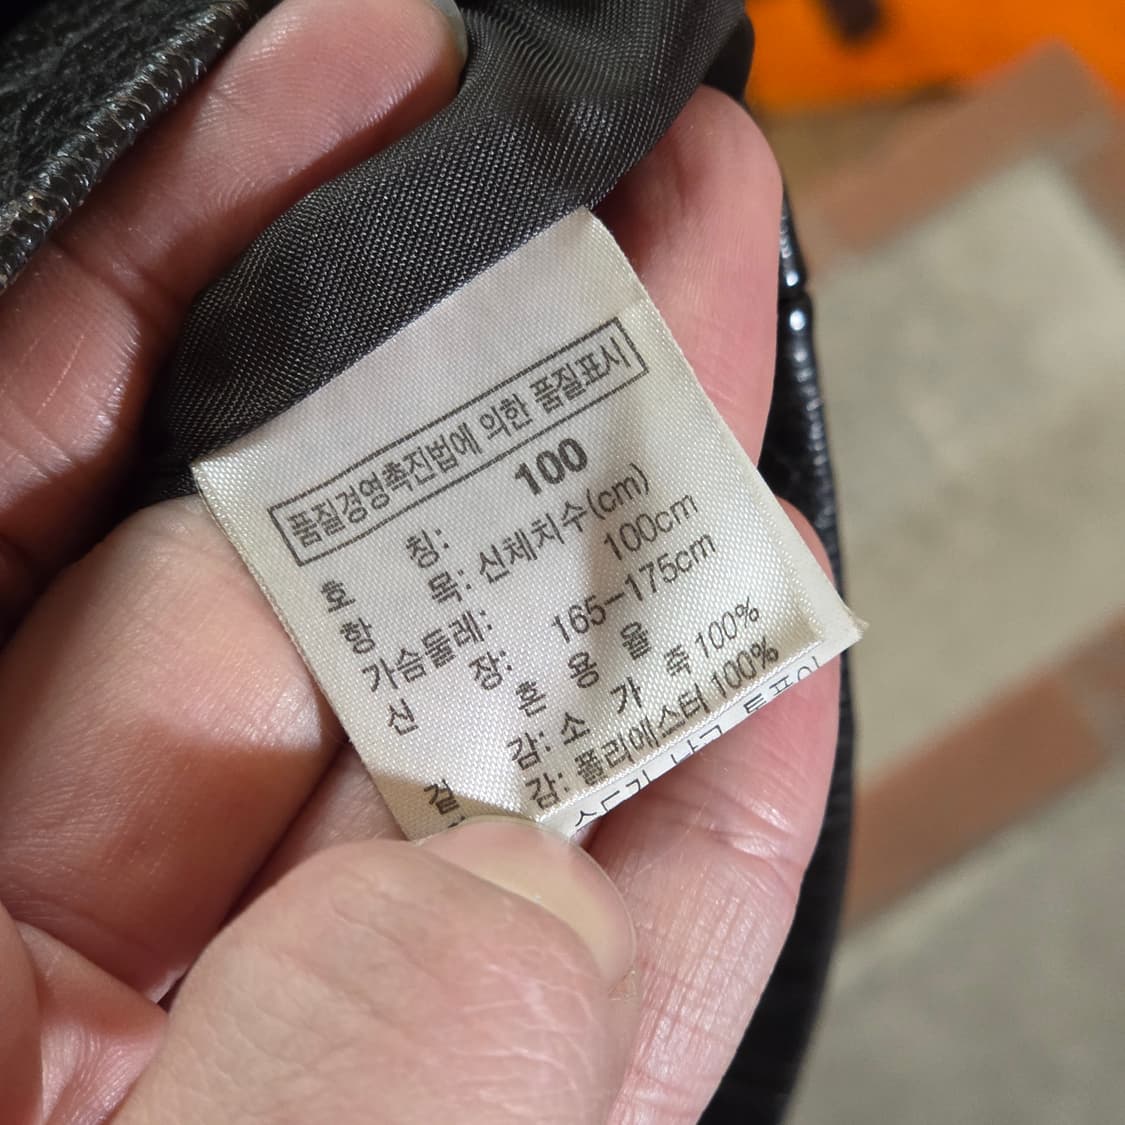 품질경영촉진법에 의한 품질표시
호 칭: 100
항 목: 신체치수(cm)
가슴둘레: 100cm
신 장: 165-175cm
혼 용 율
겉 감: 소 가 죽 100%
감: 폴리에스터 100%